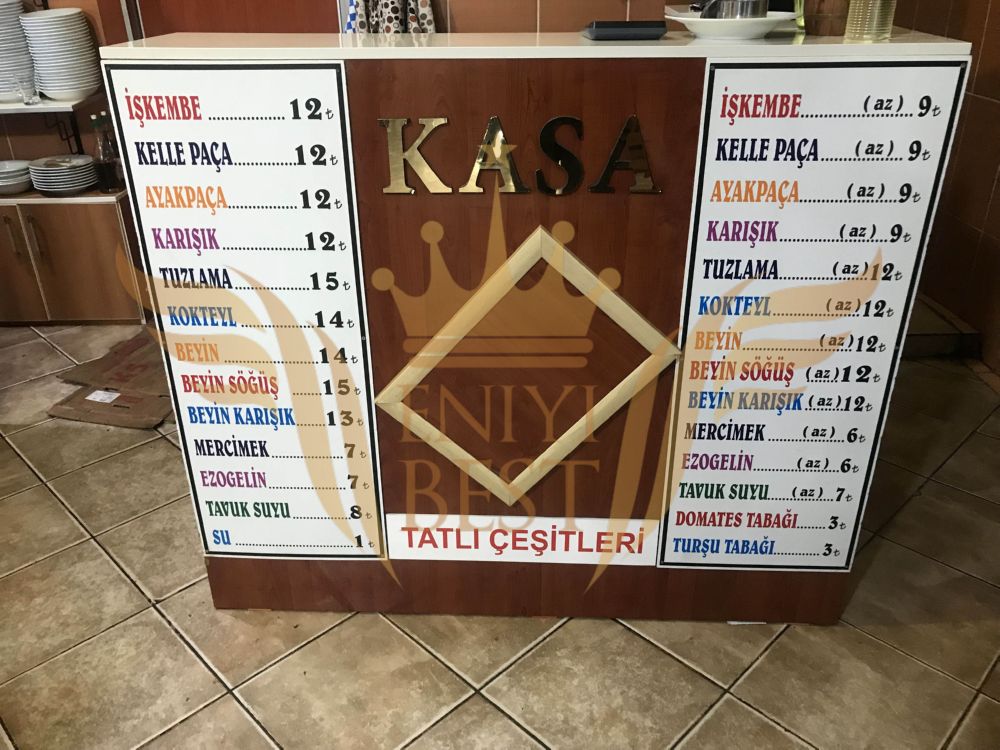 İŞKEMBE .................. 12 ₺
KELLE PAÇA ........... 12 ₺
AYAKPAÇA .............. 12 ₺
KARIŞIK ................. 12 ₺
TUZLAMA ............... 15 ₺
KOKTEYL ............... 14 ₺
BEYİN ..................... 14 ₺
BEYİN SÖĞÜŞ ........ 15 ₺
BEYİN KARIŞIK ...... 13 ₺
MERCİMEK ............. 7 ₺
EZOGELİN ............... 7 ₺
TAVUK SUYU .......... 8 ₺
SU ........................... 1 ₺
KASA
ENIYI
BEST
TATLI ÇEŞİTLERİ
İŞKEMBE ........... (az) 9 ₺
KELLE PAÇA ...... (az) 9 ₺
AYAKPAÇA ......... (az) 9 ₺
KARIŞIK ............ (az) 9 ₺
TUZLAMA .......... (az) 12 ₺
KOKTEYL .......... (az) 12 ₺
BEYİN ................ (az) 12 ₺
BEYİN SÖĞÜŞ ... (az) 12 ₺
BEYİN KARIŞIK . (az) 12 ₺
MERCİMEK ........ (az) 6 ₺
EZOGELİN .......... (az) 6 ₺
TAVUK SUYU ..... (az) 7 ₺
DOMATES TABAĞI ....... 3 ₺
TURŞU TABAĞI ........... 3 ₺